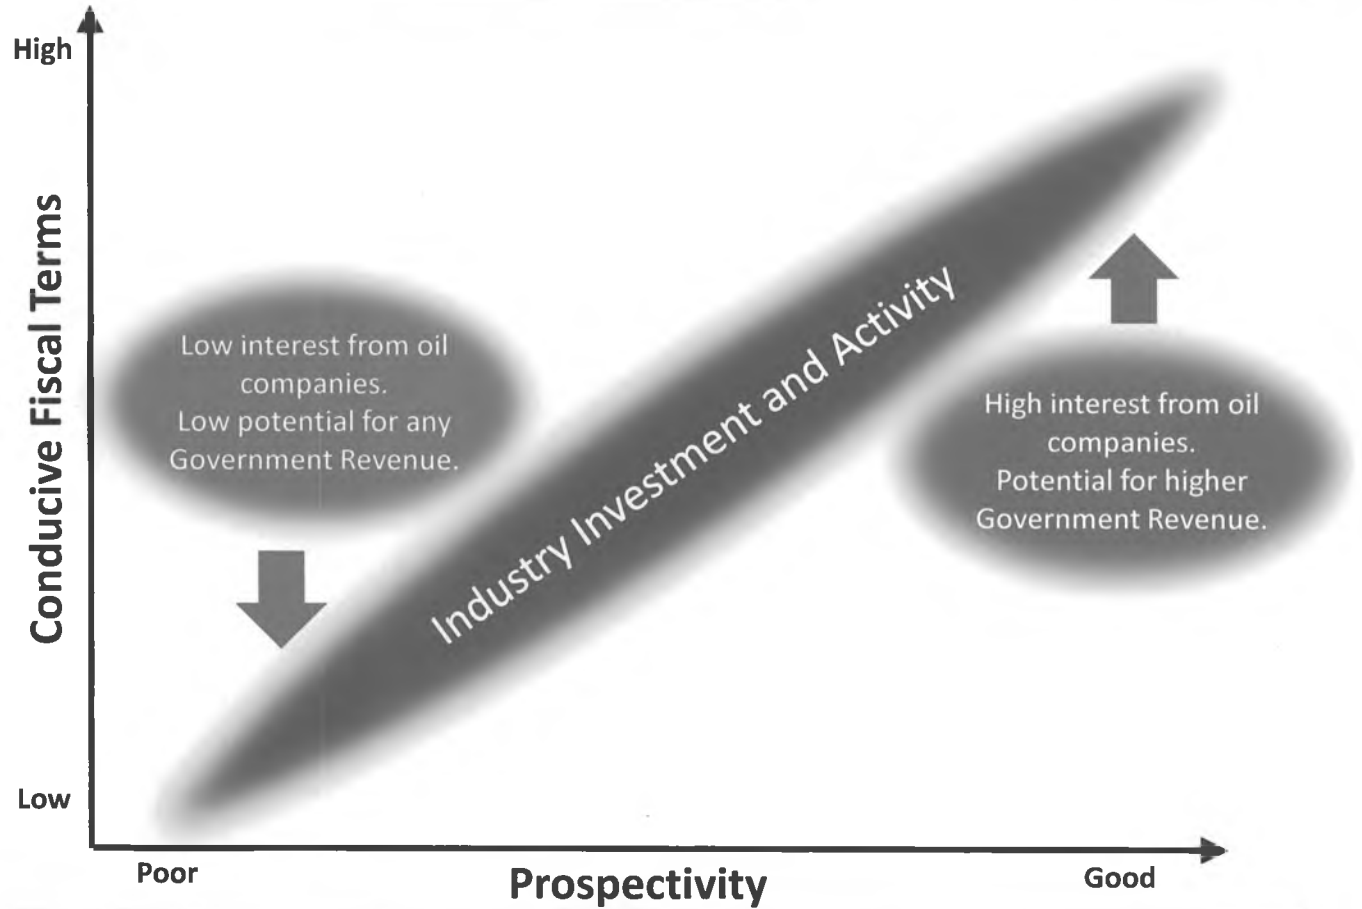 High
Conducive Fiscal Terms
Low interest from oil
companies.
Low potential for any
Government Revenue.
Industry Investment and Activity
High interest from oil
companies.
Potential for higher
Government Revenue.
Low
Poor
Prospectivity
Good